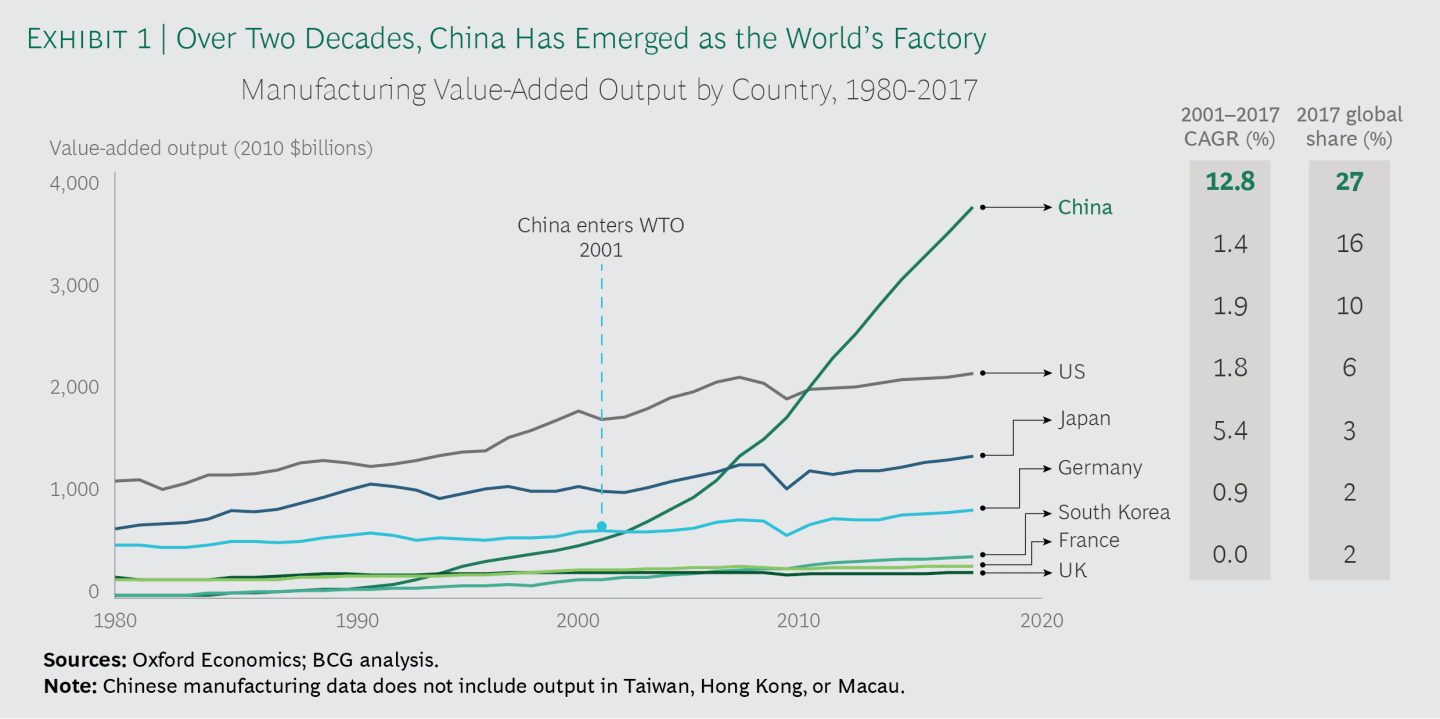 EXHIBIT 1 | Over Two Decades, China Has Emerged as the World's Factory
Manufacturing Value-Added Output by Country, 1980-2017
2001–2017 2017 global
CAGR (%) share (%)
Value-added output (2010 $billions)
4,000
3,000
2,000
1,000
0
China enters WTO
2001
China
US
Japan
Germany
South Korea
France
UK
12.8 27
1.4 16
1.9 10
1.8 6
5.4 3
0.9 2
0.0 2
1980 1990 2000 2010 2020
Sources: Oxford Economics; BCG analysis.
Note: Chinese manufacturing data does not include output in Taiwan, Hong Kong, or Macau.